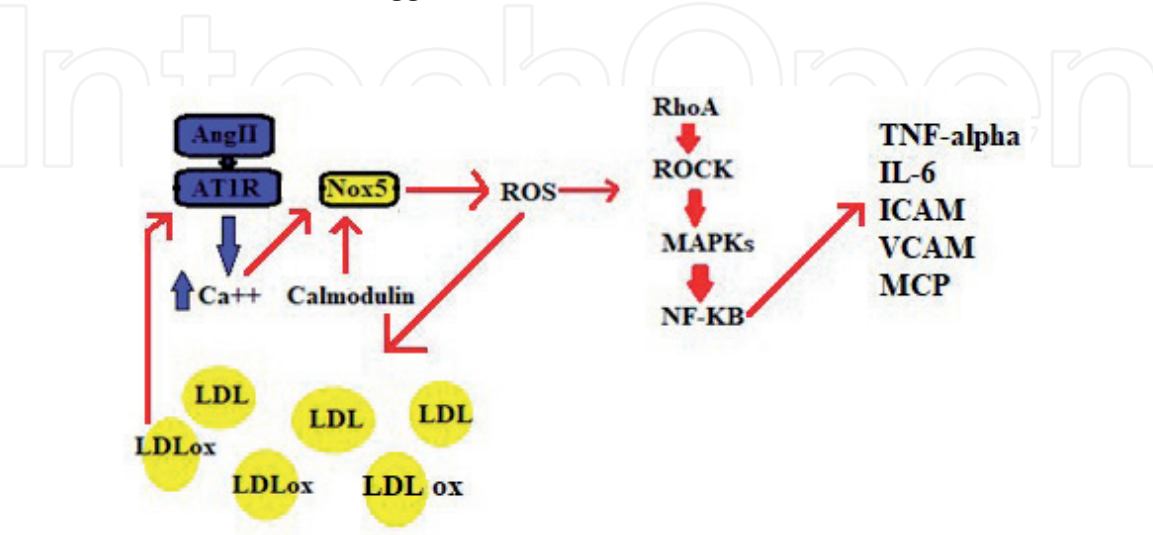 IntechOpen
AngII
AT1R
Nox5
ROS
Ca++
Calmodulin
RhoA
ROCK
MAPKs
NF-KB
TNF-alpha
IL-6
ICAM
VCAM
MCP
LDL
LDL
LDL
LDLox
LDLox
LDL ox